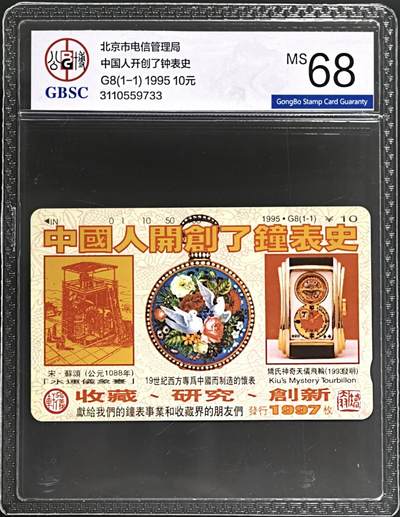 北京市电信管理局
中国人开创了钟表史
G8(1-1) 1995 10元
3110559733
GBSC
MS 68
GongBo Stamp Card Guaranty
◀IN 0 1 10 50
1995·G8(1-1) ¥10
中國人開創了鐘表史
宋·蘇頌(公元1088年)
「水運儀象臺」
19世紀西方專爲中國而制造的懷表
矯氏神奇天儀飛輪(1993發明)
Kiu's Mystery Tourbillon
收藏、研究、創新
獻給我們的鐘表事業和收藏界的朋友們
發行1997枚